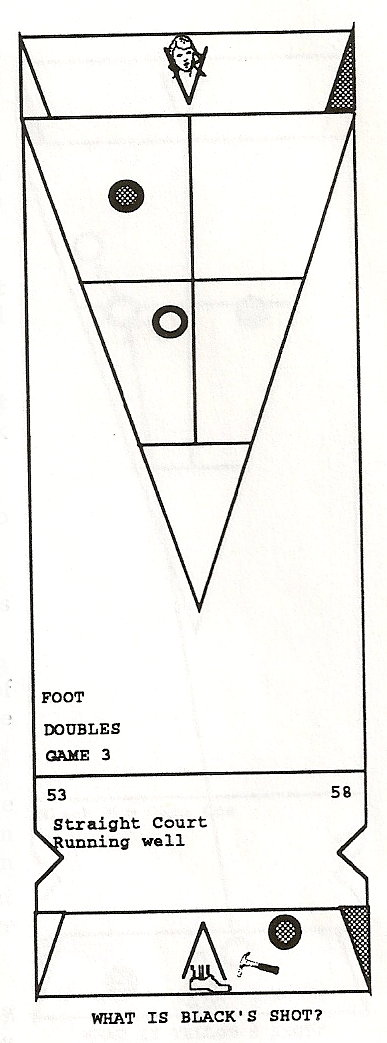 FOOT
DOUBLES
GAME 3
53 58
Straight Court
Running well
WHAT IS BLACK'S SHOT?